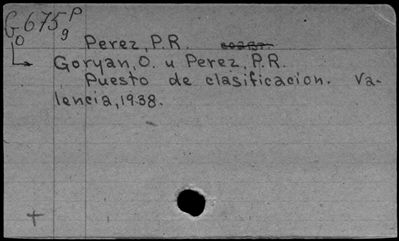 G675P
o 9
Perez, P.R.
Goryan, O. u Perez, P.R.
Puesto de clasificacion. Va-
lencia, 1938.